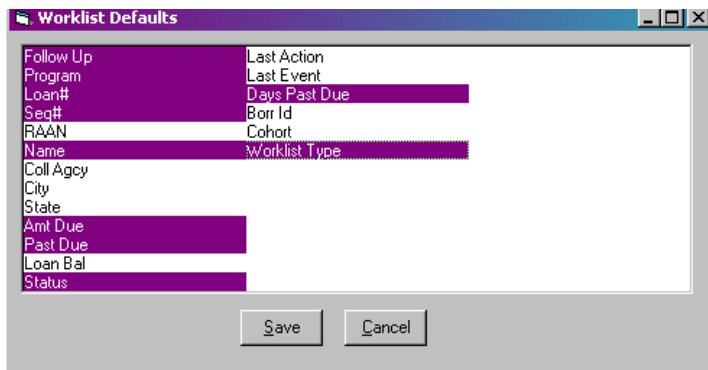 Worklist Defaults
Follow Up
Program
Loan#
Seq#
RAAN
Name
Coll Agcy
City
State
Amt Due
Past Due
Loan Bal
Status
Last Action
Last Event
Days Past Due
Borr Id
Cohort
Worklist Type
Save
Cancel